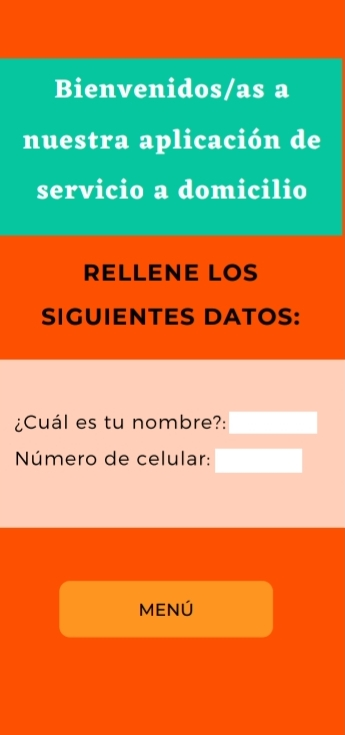 Bienvenidos/as a
nuestra aplicación de
servicio a domicilio
RELLENE LOS
SIGUIENTES DATOS:
¿Cuál es tu nombre?:
Número de celular:
MENÚ